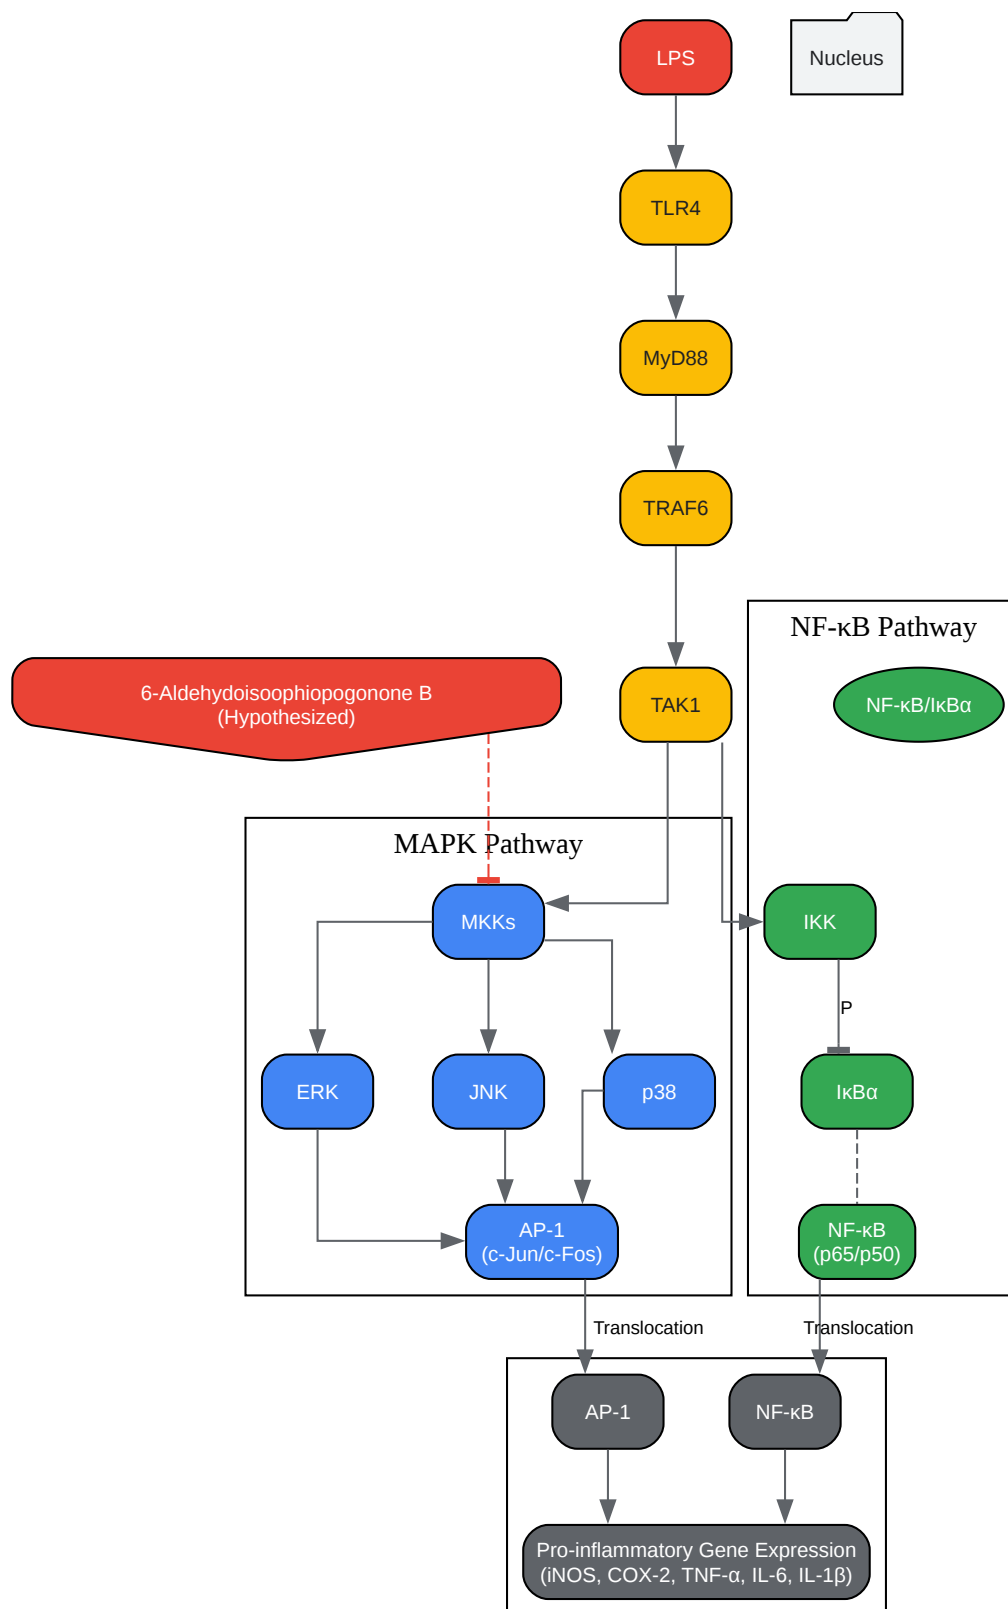 LPS
Nucleus
TLR4
MyD88
TRAF6
NF-κB Pathway
6-Aldehydoisoophiopogonone B
(Hypothesized)
TAK1
NF-κB/IκBα
MAPK Pathway
MKKs
IKK
P
ERK
JNK
p38
IκBα
AP-1
(c-Jun/c-Fos)
NF-κB
(p65/p50)
Translocation
Translocation
AP-1
NF-κB
Pro-inflammatory Gene Expression
(iNOS, COX-2, TNF-α, IL-6, IL-1β)